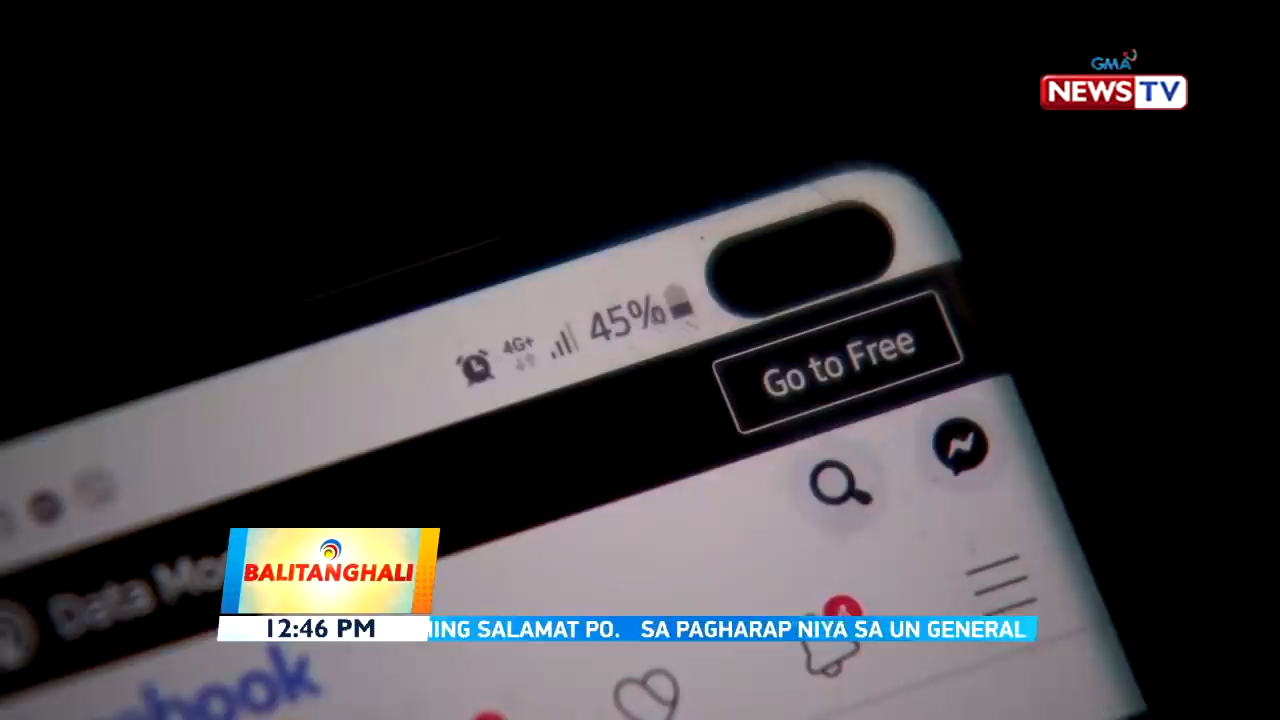 GMA
NEWS TV
4G+ 45%
Go to Free
Data
BALITANGHALI
12:46 PM
SALAMAT PO. SA PAGHARAP NIYA SA UN GENERAL